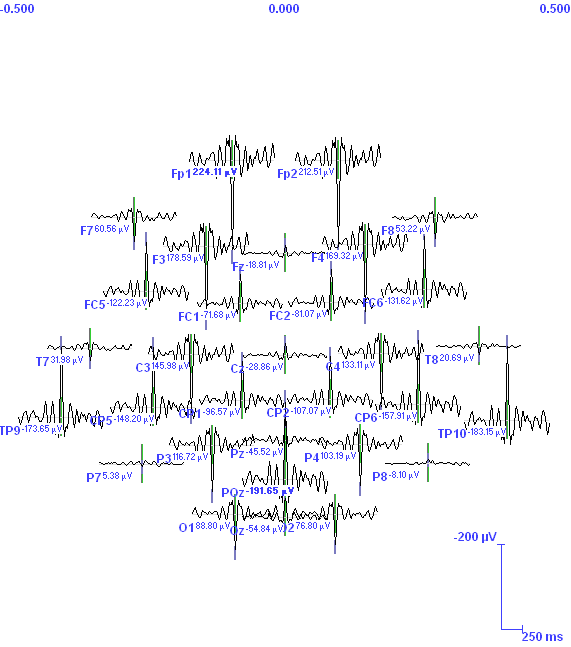 -0.500 0.000 0.500
Fp1 224.11 µV Fp2 212.51 µV
F7 60.56 µV F8 53.22 µV
F3 178.59 µV Fz -18.81 µV F4 169.32 µV
FC5 -122.23 µV FC1 -71.68 µV FC2 -81.07 µV FC6 -131.62 µV
T7 31.98 µV C3 145.98 µV Cz -28.86 µV C4 133.11 µV T8 20.69 µV
TP9 -173.65 µV CP5 -148.20 µV CP1 -96.57 µV CP2 -107.07 µV CP6 -157.91 µV TP10 -183.15 µV
P7 5.38 µV P3 116.72 µV Pz -45.52 µV P4 103.19 µV P8 -8.10 µV
POz -191.65 µV
O1 88.80 µV Oz -54.84 µV O2 76.80 µV
-200 µV
250 ms